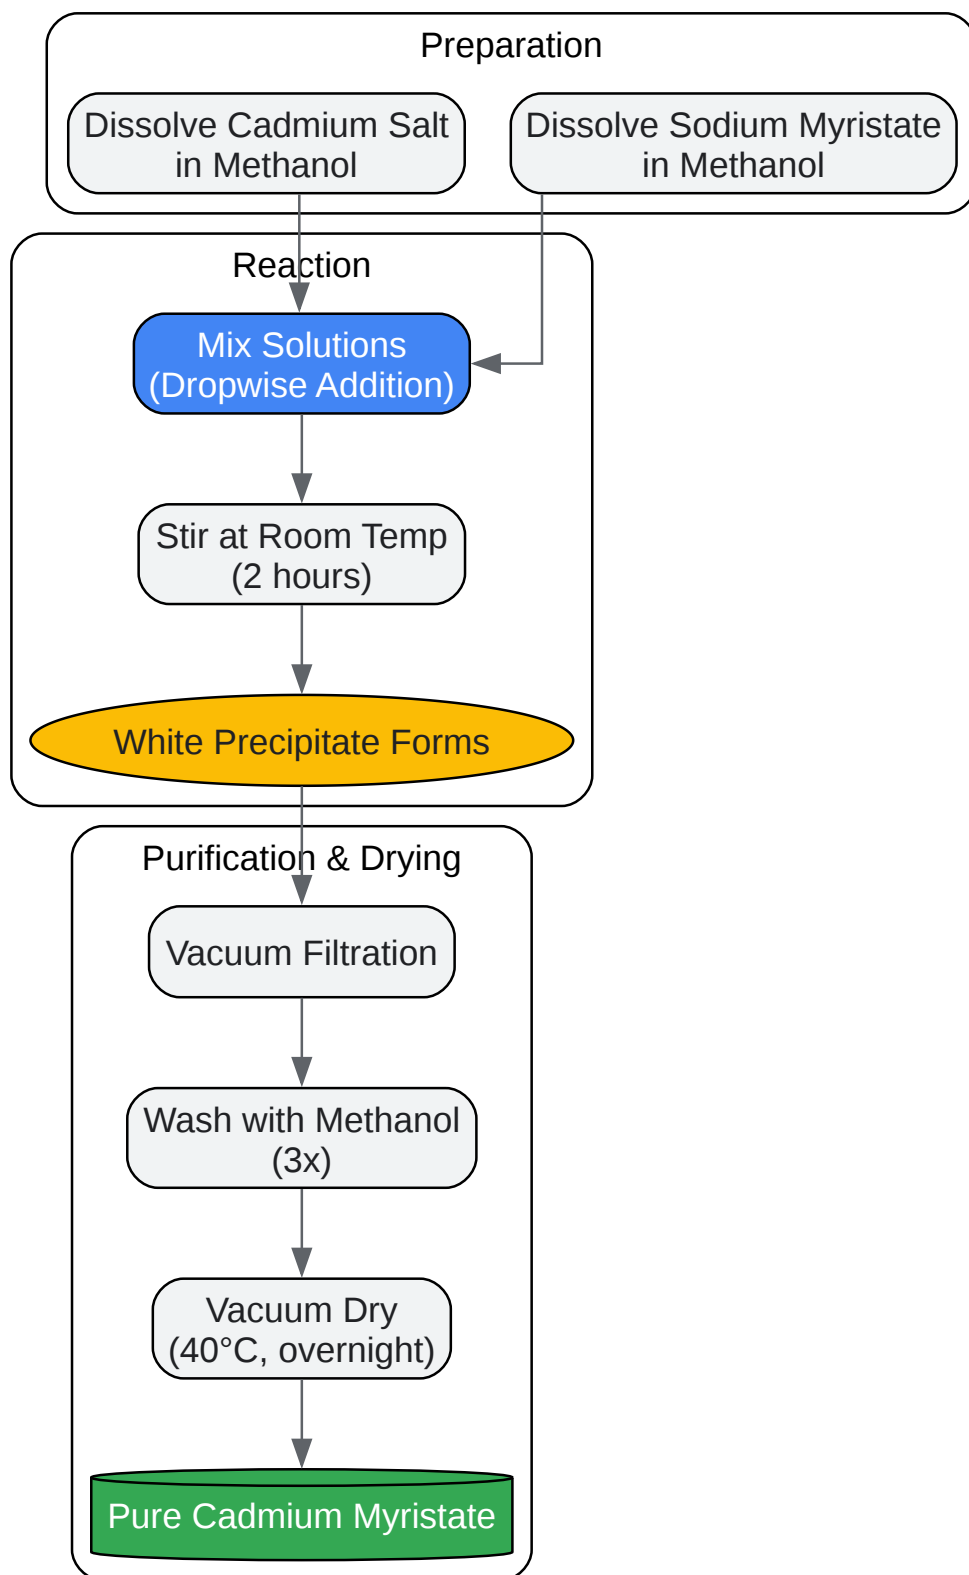 Preparation
Dissolve Cadmium Salt
in Methanol
Dissolve Sodium Myristate
in Methanol
Reaction
Mix Solutions
(Dropwise Addition)
Stir at Room Temp
(2 hours)
White Precipitate Forms
Purification & Drying
Vacuum Filtration
Wash with Methanol
(3x)
Vacuum Dry
(40°C, overnight)
Pure Cadmium Myristate